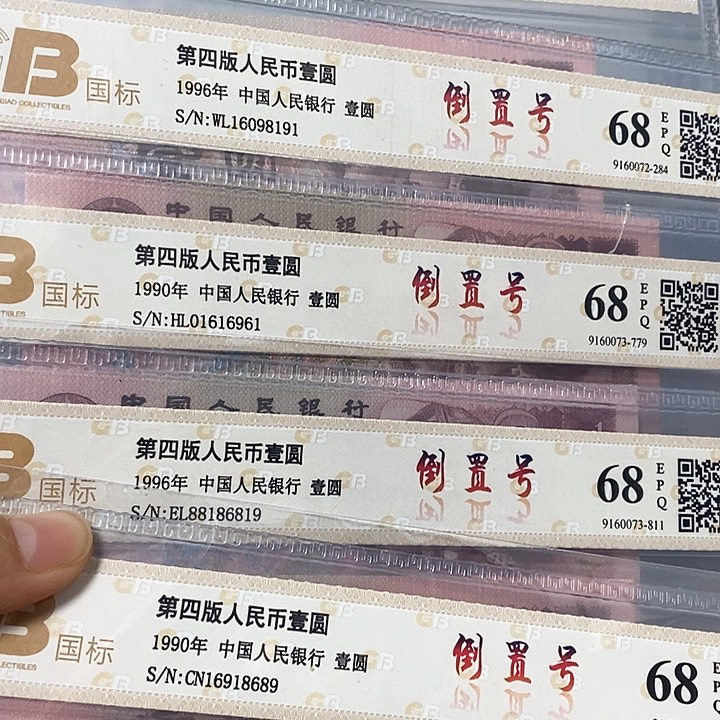 GB 国标
BIAO COLLECTIBLES
第四版人民币壹圆
1996年 中国人民银行 壹圆
S/N:WL16098191
倒置号
68 EPQ
9160072-284
中国人民银行
B 国标
TIBLES
第四版人民币壹圆
1990年 中国人民银行 壹圆
S/N:HL01616961
倒置号
68 EPQ
9160073-779
中国人民银行
B 国标
第四版人民币壹圆
1996年 中国人民银行 壹圆
S/N:EL88186819
倒置号
68 EPQ
9160073-811
B 国标
LECTIBLES
第四版人民币壹圆
1990年 中国人民银行 壹圆
S/N:CN16918689
倒置号
68 EPQ